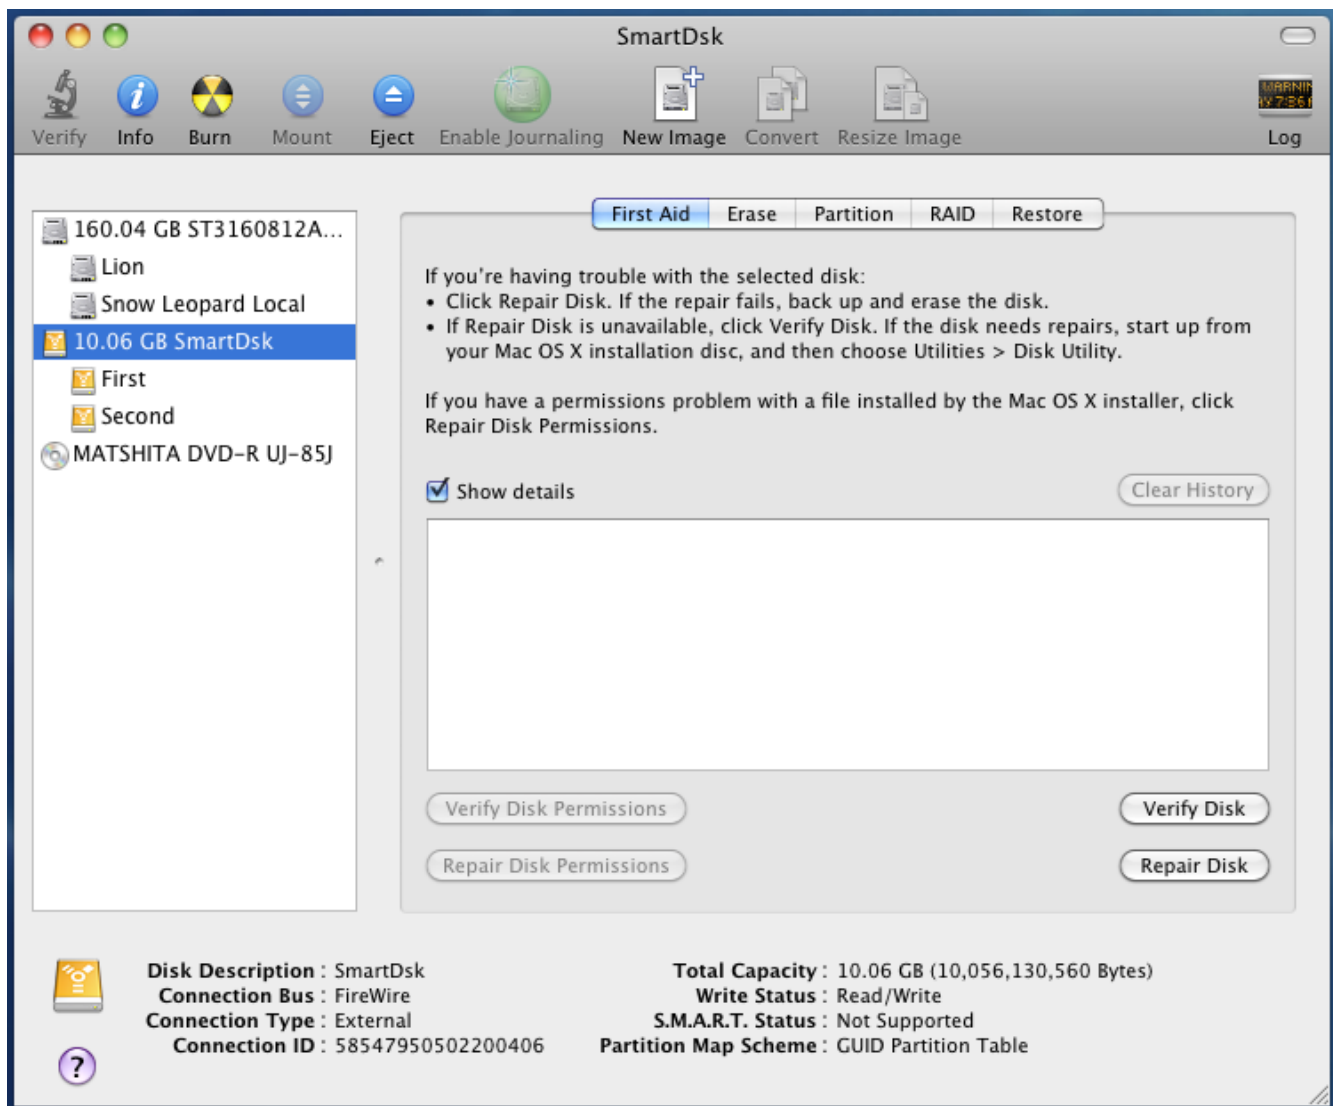 SmartDsk
Verify Info Burn Mount Eject Enable Journaling New Image Convert Resize Image Log
160.04 GB ST3160812A...
Lion
Snow Leopard Local
10.06 GB SmartDsk
First
Second
MATSHITA DVD-R UJ-85J
First Aid Erase Partition RAID Restore
If you're having trouble with the selected disk:
• Click Repair Disk. If the repair fails, back up and erase the disk.
• If Repair Disk is unavailable, click Verify Disk. If the disk needs repairs, start up from
your Mac OS X installation disc, and then choose Utilities > Disk Utility.
If you have a permissions problem with a file installed by the Mac OS X installer, click
Repair Disk Permissions.
Show details
Clear History
Verify Disk Permissions
Verify Disk
Repair Disk Permissions
Repair Disk
Disk Description : SmartDsk
Connection Bus : FireWire
Connection Type : External
Connection ID : 58547950502200406
Total Capacity : 10.06 GB (10,056,130,560 Bytes)
Write Status : Read/Write
S.M.A.R.T. Status : Not Supported
Partition Map Scheme : GUID Partition Table
?